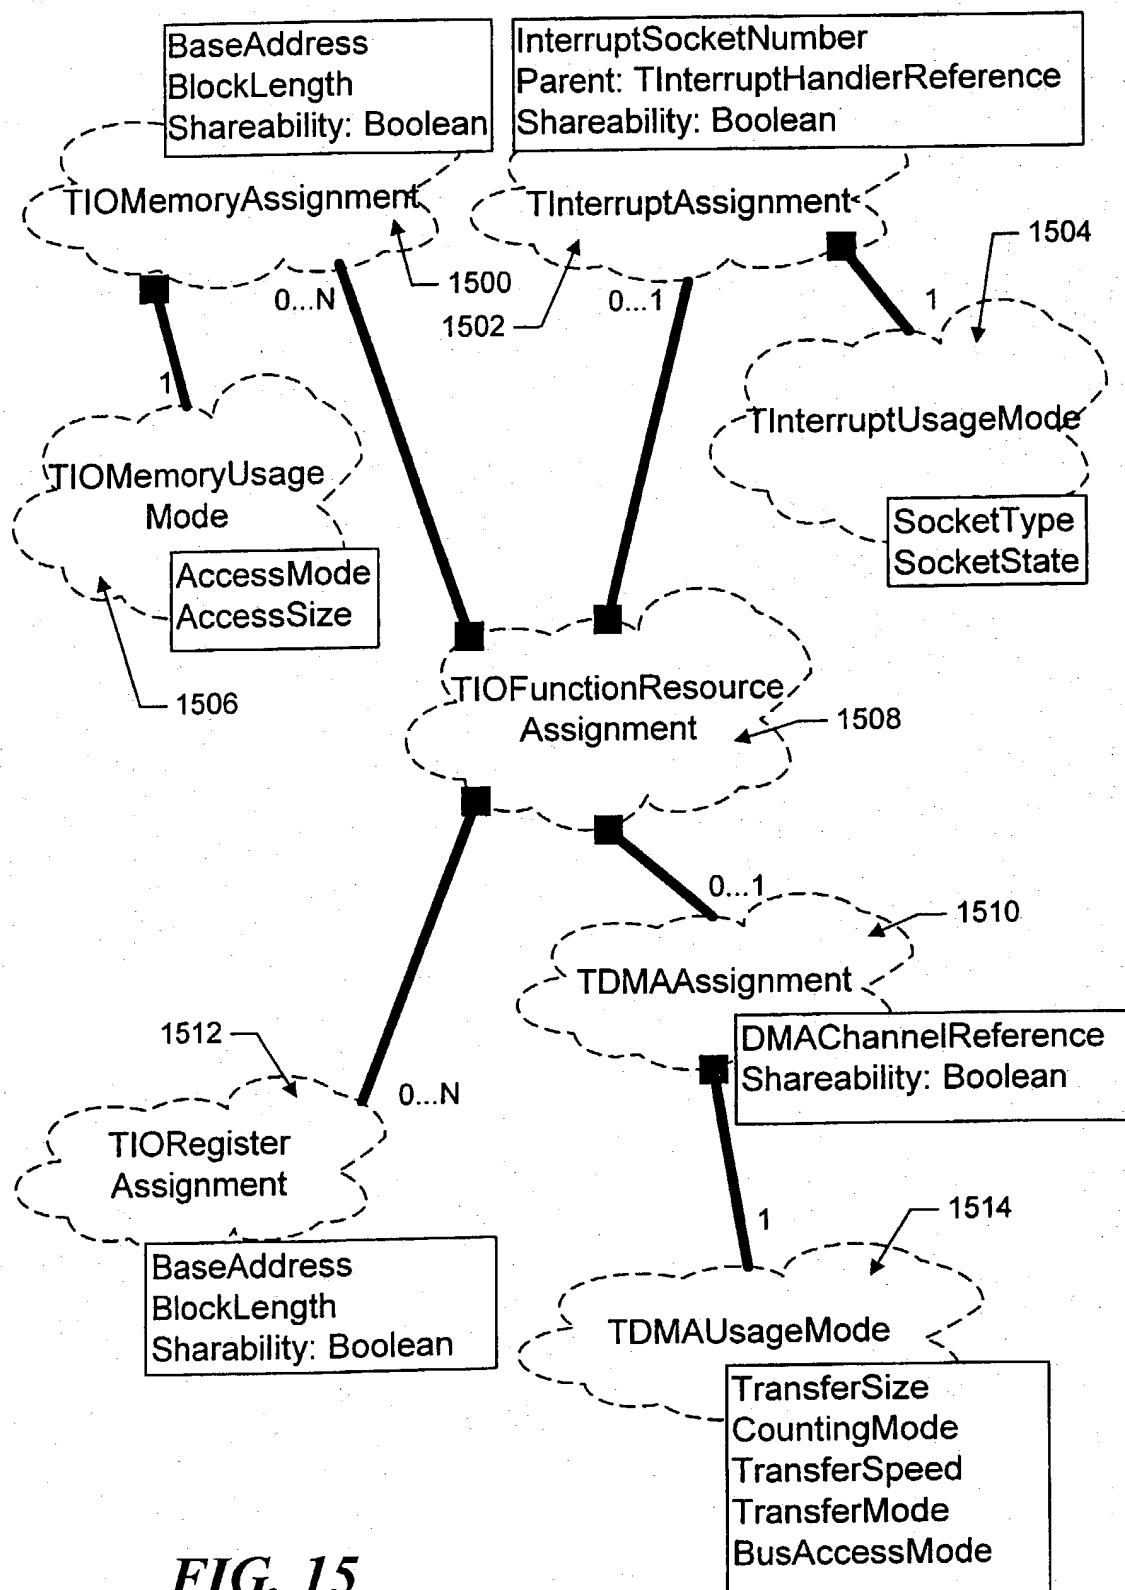 BaseAddress
BlockLength
Shareability: Boolean
InterruptSocketNumber
Parent: TInterruptHandlerReference
Shareability: Boolean
TIOMemoryAssignment
TInterruptAssignment
1500
1502
1504
0...N
0...1
1
1
TInterruptUsageMode
SocketType
SocketState
TIOMemoryUsage
Mode
AccessMode
AccessSize
1506
TIOFunctionResource
Assignment
1508
0...1
1510
TDMAAssignment
DMAChannelReference
Shareability: Boolean
1512
0...N
TIORegister
Assignment
BaseAddress
BlockLength
Sharability: Boolean
1
1514
TDMAUsageMode
TransferSize
CountingMode
TransferSpeed
TransferMode
BusAccessMode
FIG. 15